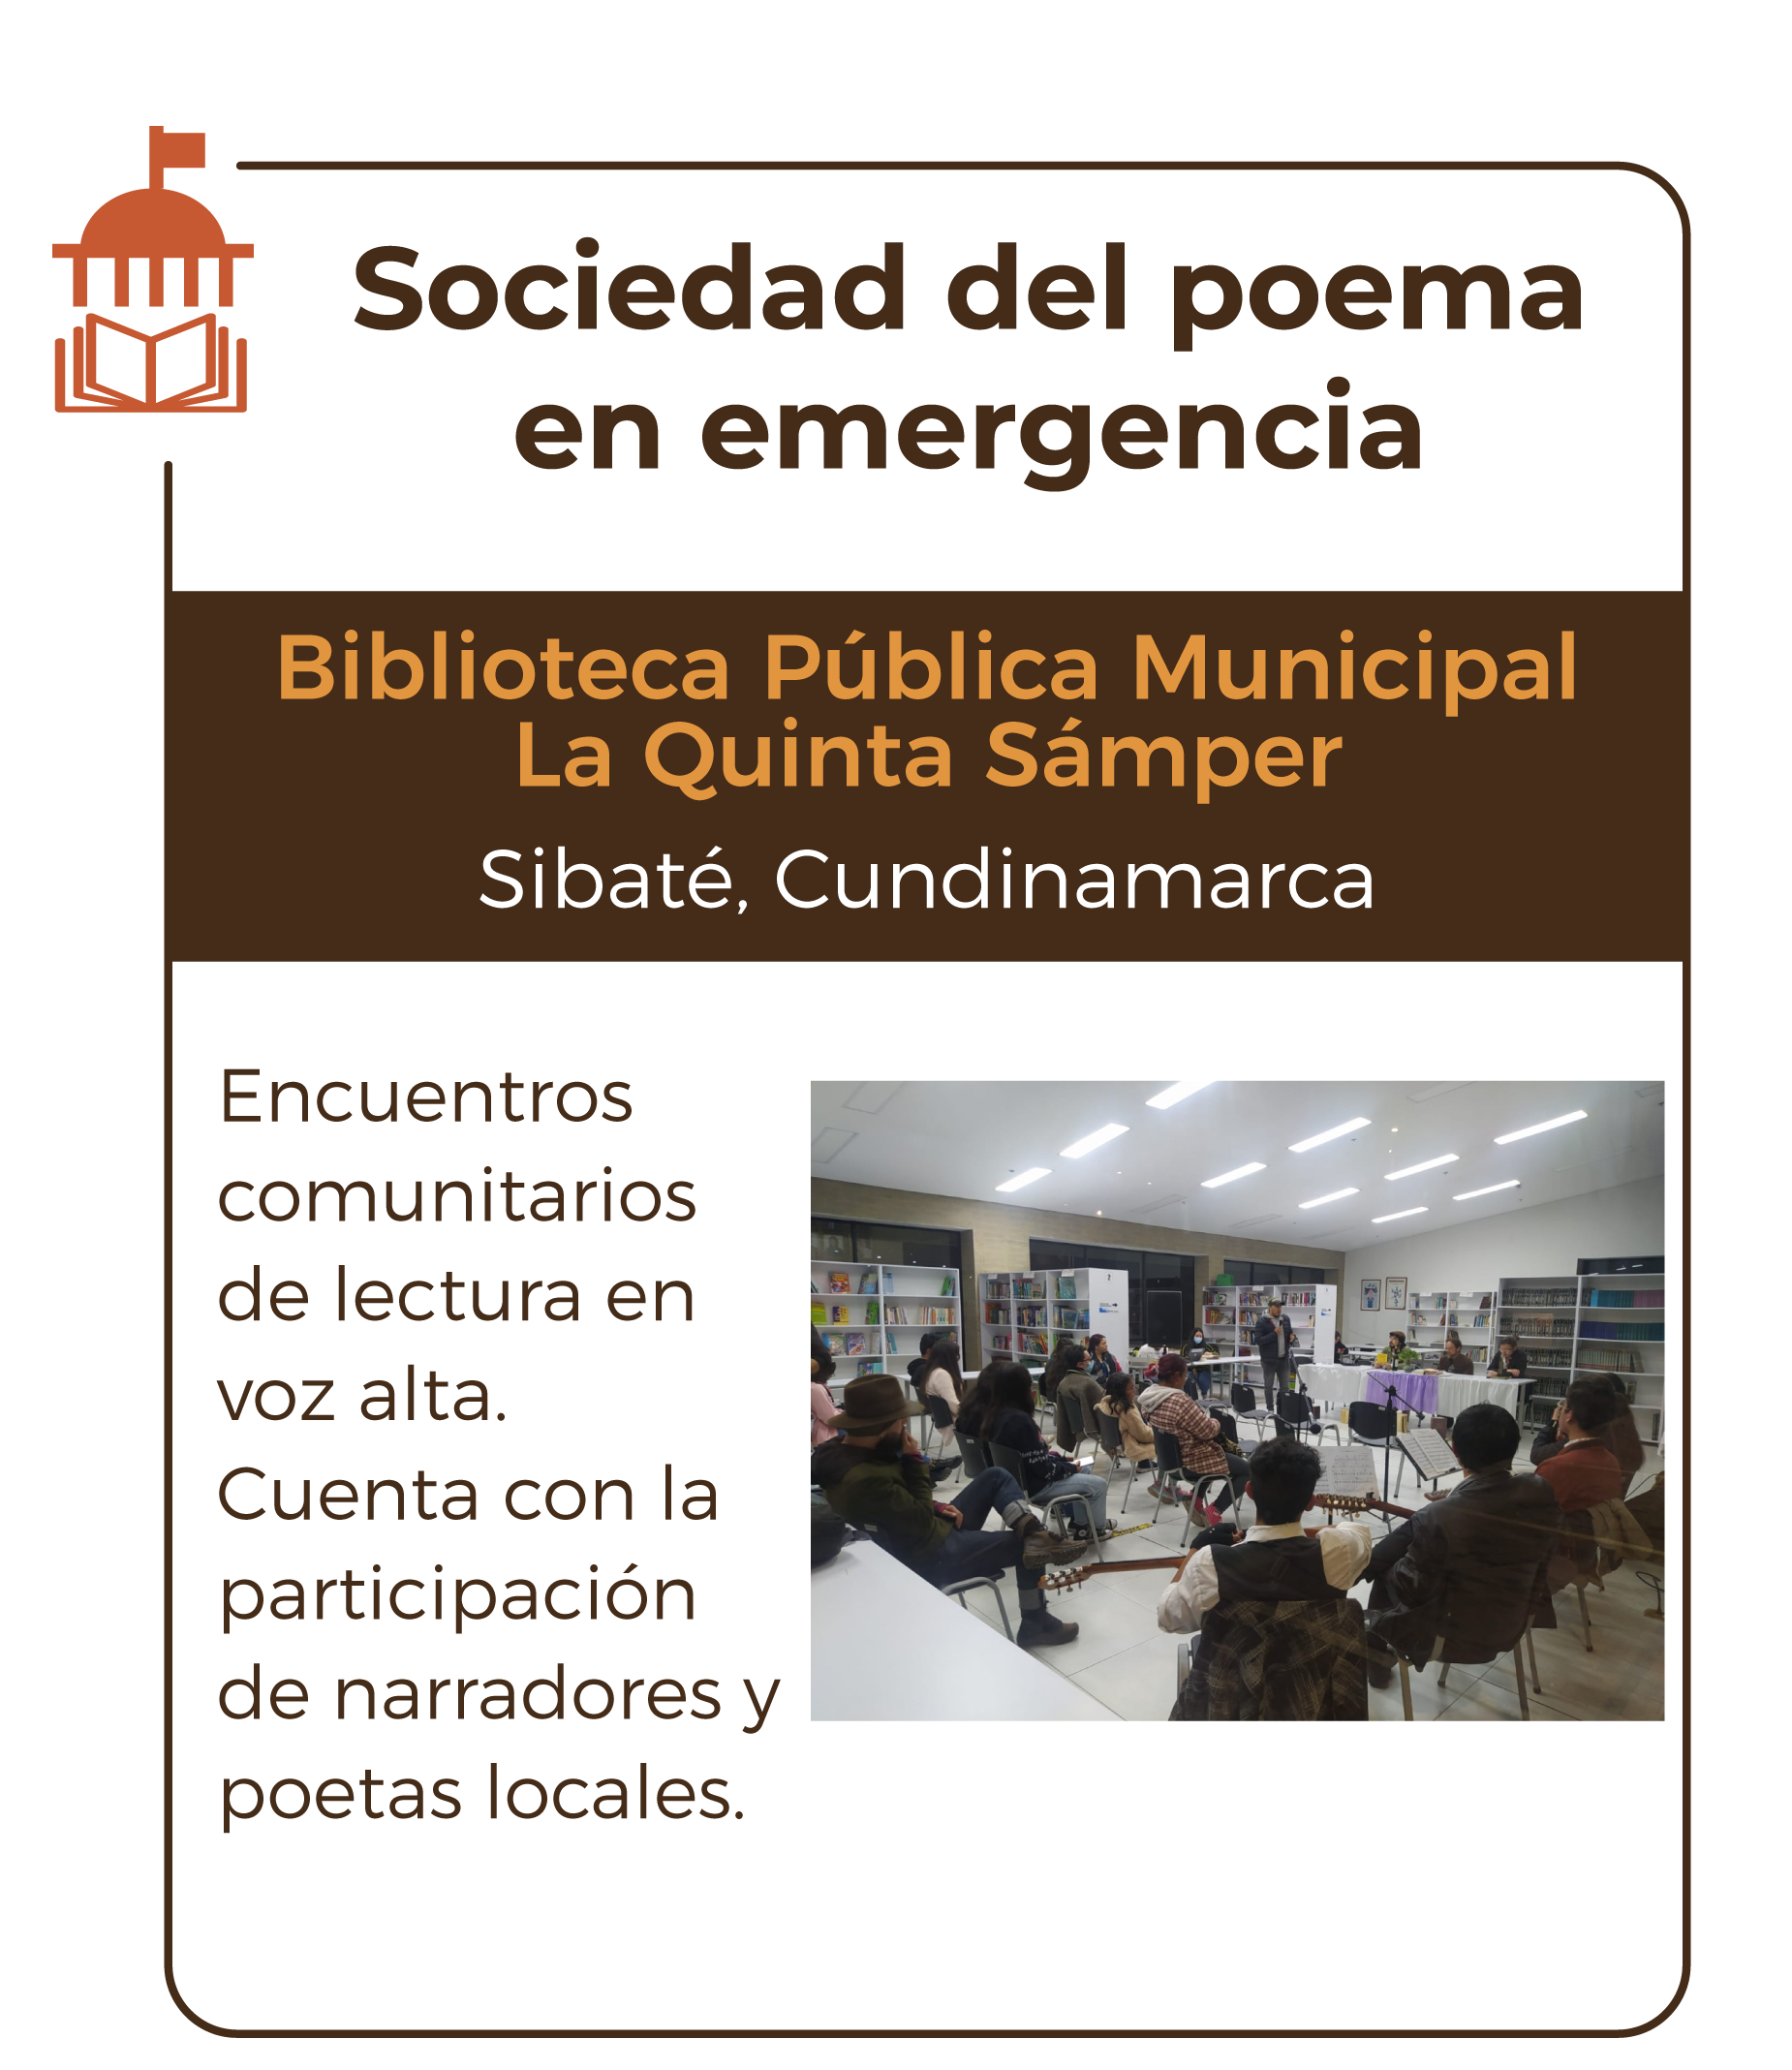 Sociedad del poema
en emergencia
Biblioteca Pública Municipal
La Quinta Sámper
Sibaté, Cundinamarca
Encuentros
comunitarios
de lectura en
voz alta.
Cuenta con la
participación
de narradores y
poetas locales.